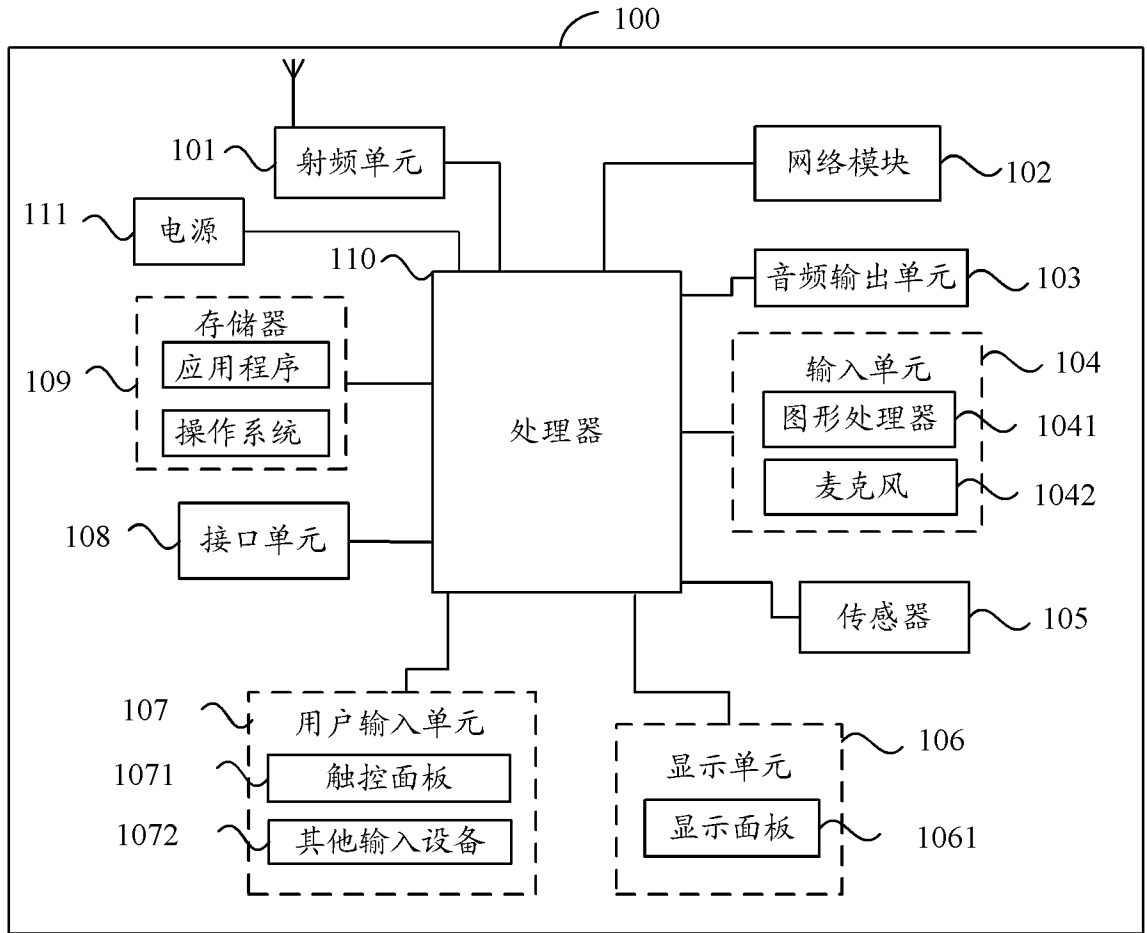 100
101
射频单元
网络模块
102
111
电源
110
音频输出单元
103
存储器
应用程序
操作系统
109
处理器
输入单元
104
图形处理器
1041
麦克风
1042
108
接口单元
传感器
105
107
用户输入单元
1071
触控面板
1072
其他输入设备
显示单元
106
显示面板
1061